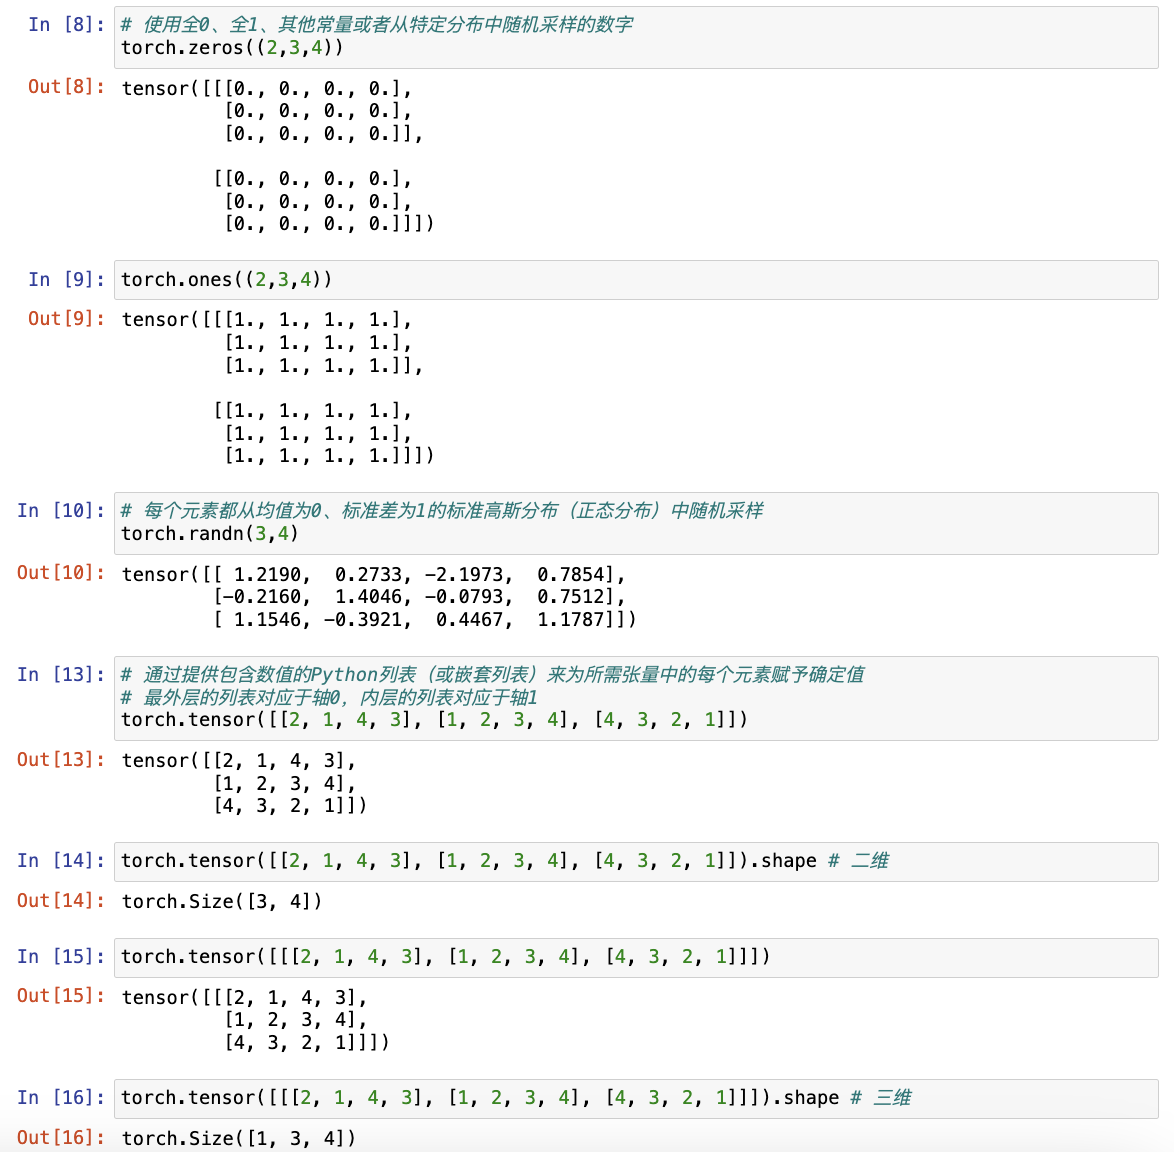 In [8]: # 使用全0、全1、其他常量或者从特定分布中随机采样的数字
torch.zeros((2,3,4))
Out[8]: tensor([[[0., 0., 0., 0.],
[0., 0., 0., 0.],
[0., 0., 0., 0.]],
[[0., 0., 0., 0.],
[0., 0., 0., 0.],
[0., 0., 0., 0.]]])
In [9]: torch.ones((2,3,4))
Out[9]: tensor([[[1., 1., 1., 1.],
[1., 1., 1., 1.],
[1., 1., 1., 1.]],
[[1., 1., 1., 1.],
[1., 1., 1., 1.],
[1., 1., 1., 1.]]])
In [10]: # 每个元素都从均值为0、标准差为1的标准高斯分布（正态分布）中随机采样
torch.randn(3,4)
Out[10]: tensor([[ 1.2190,  0.2733, -2.1973,  0.7854],
[-0.2160,  1.4046, -0.0793,  0.7512],
[ 1.1546, -0.3921,  0.4467,  1.1787]])
In [13]: # 通过提供包含数值的Python列表（或嵌套列表）来为所需张量中的每个元素赋予确定值
# 最外层的列表对应于轴0，内层的列表对应于轴1
torch.tensor([[2, 1, 4, 3], [1, 2, 3, 4], [4, 3, 2, 1]])
Out[13]: tensor([[2, 1, 4, 3],
[1, 2, 3, 4],
[4, 3, 2, 1]])
In [14]: torch.tensor([[2, 1, 4, 3], [1, 2, 3, 4], [4, 3, 2, 1]]).shape # 二维
Out[14]: torch.Size([3, 4])
In [15]: torch.tensor([[[2, 1, 4, 3], [1, 2, 3, 4], [4, 3, 2, 1]]])
Out[15]: tensor([[[2, 1, 4, 3],
[1, 2, 3, 4],
[4, 3, 2, 1]]])
In [16]: torch.tensor([[[2, 1, 4, 3], [1, 2, 3, 4], [4, 3, 2, 1]]]).shape # 三维
Out[16]: torch.Size([1, 3, 4])